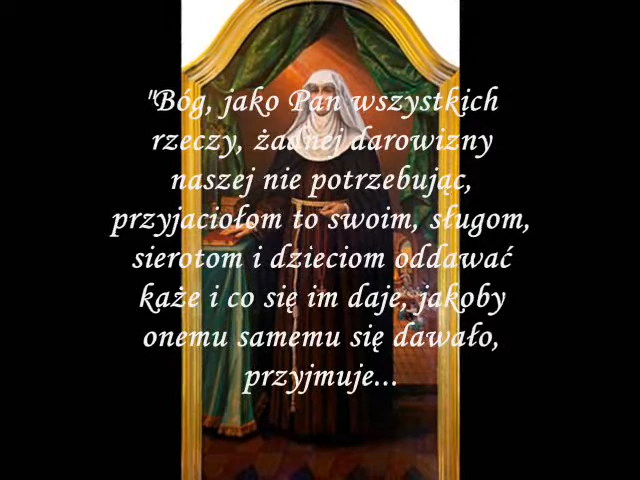 "Bóg, jako Pan wszystkich
rzeczy, żadnej darowizny
naszej nie potrzebując,
przyjaciołom to swoim, sługom,
sierotom i dzieciom oddawać
każe i co się im daje, jakoby
onemu samemu się dawało,
przyjmuje...